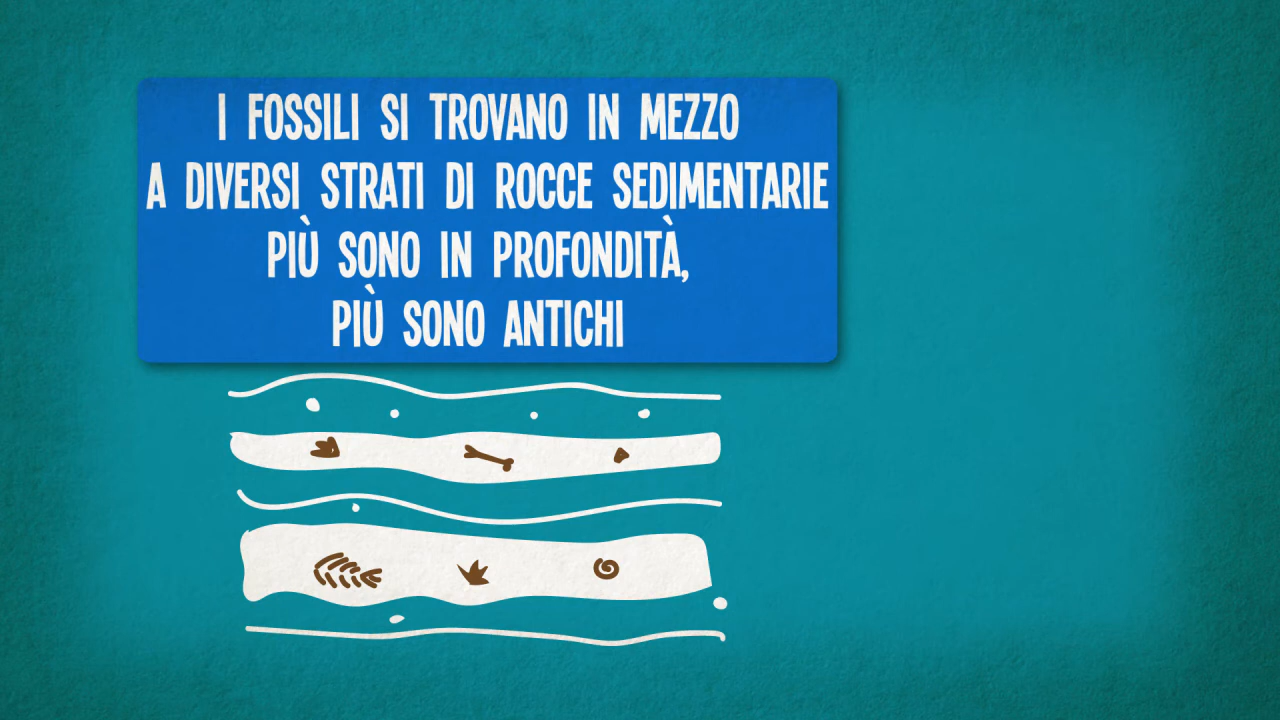 I FOSSILI SI TROVANO IN MEZZO
A DIVERSI STRATI DI ROCCE SEDIMENTARIE
PIÙ SONO IN PROFONDITÀ,
PIÙ SONO ANTICHI